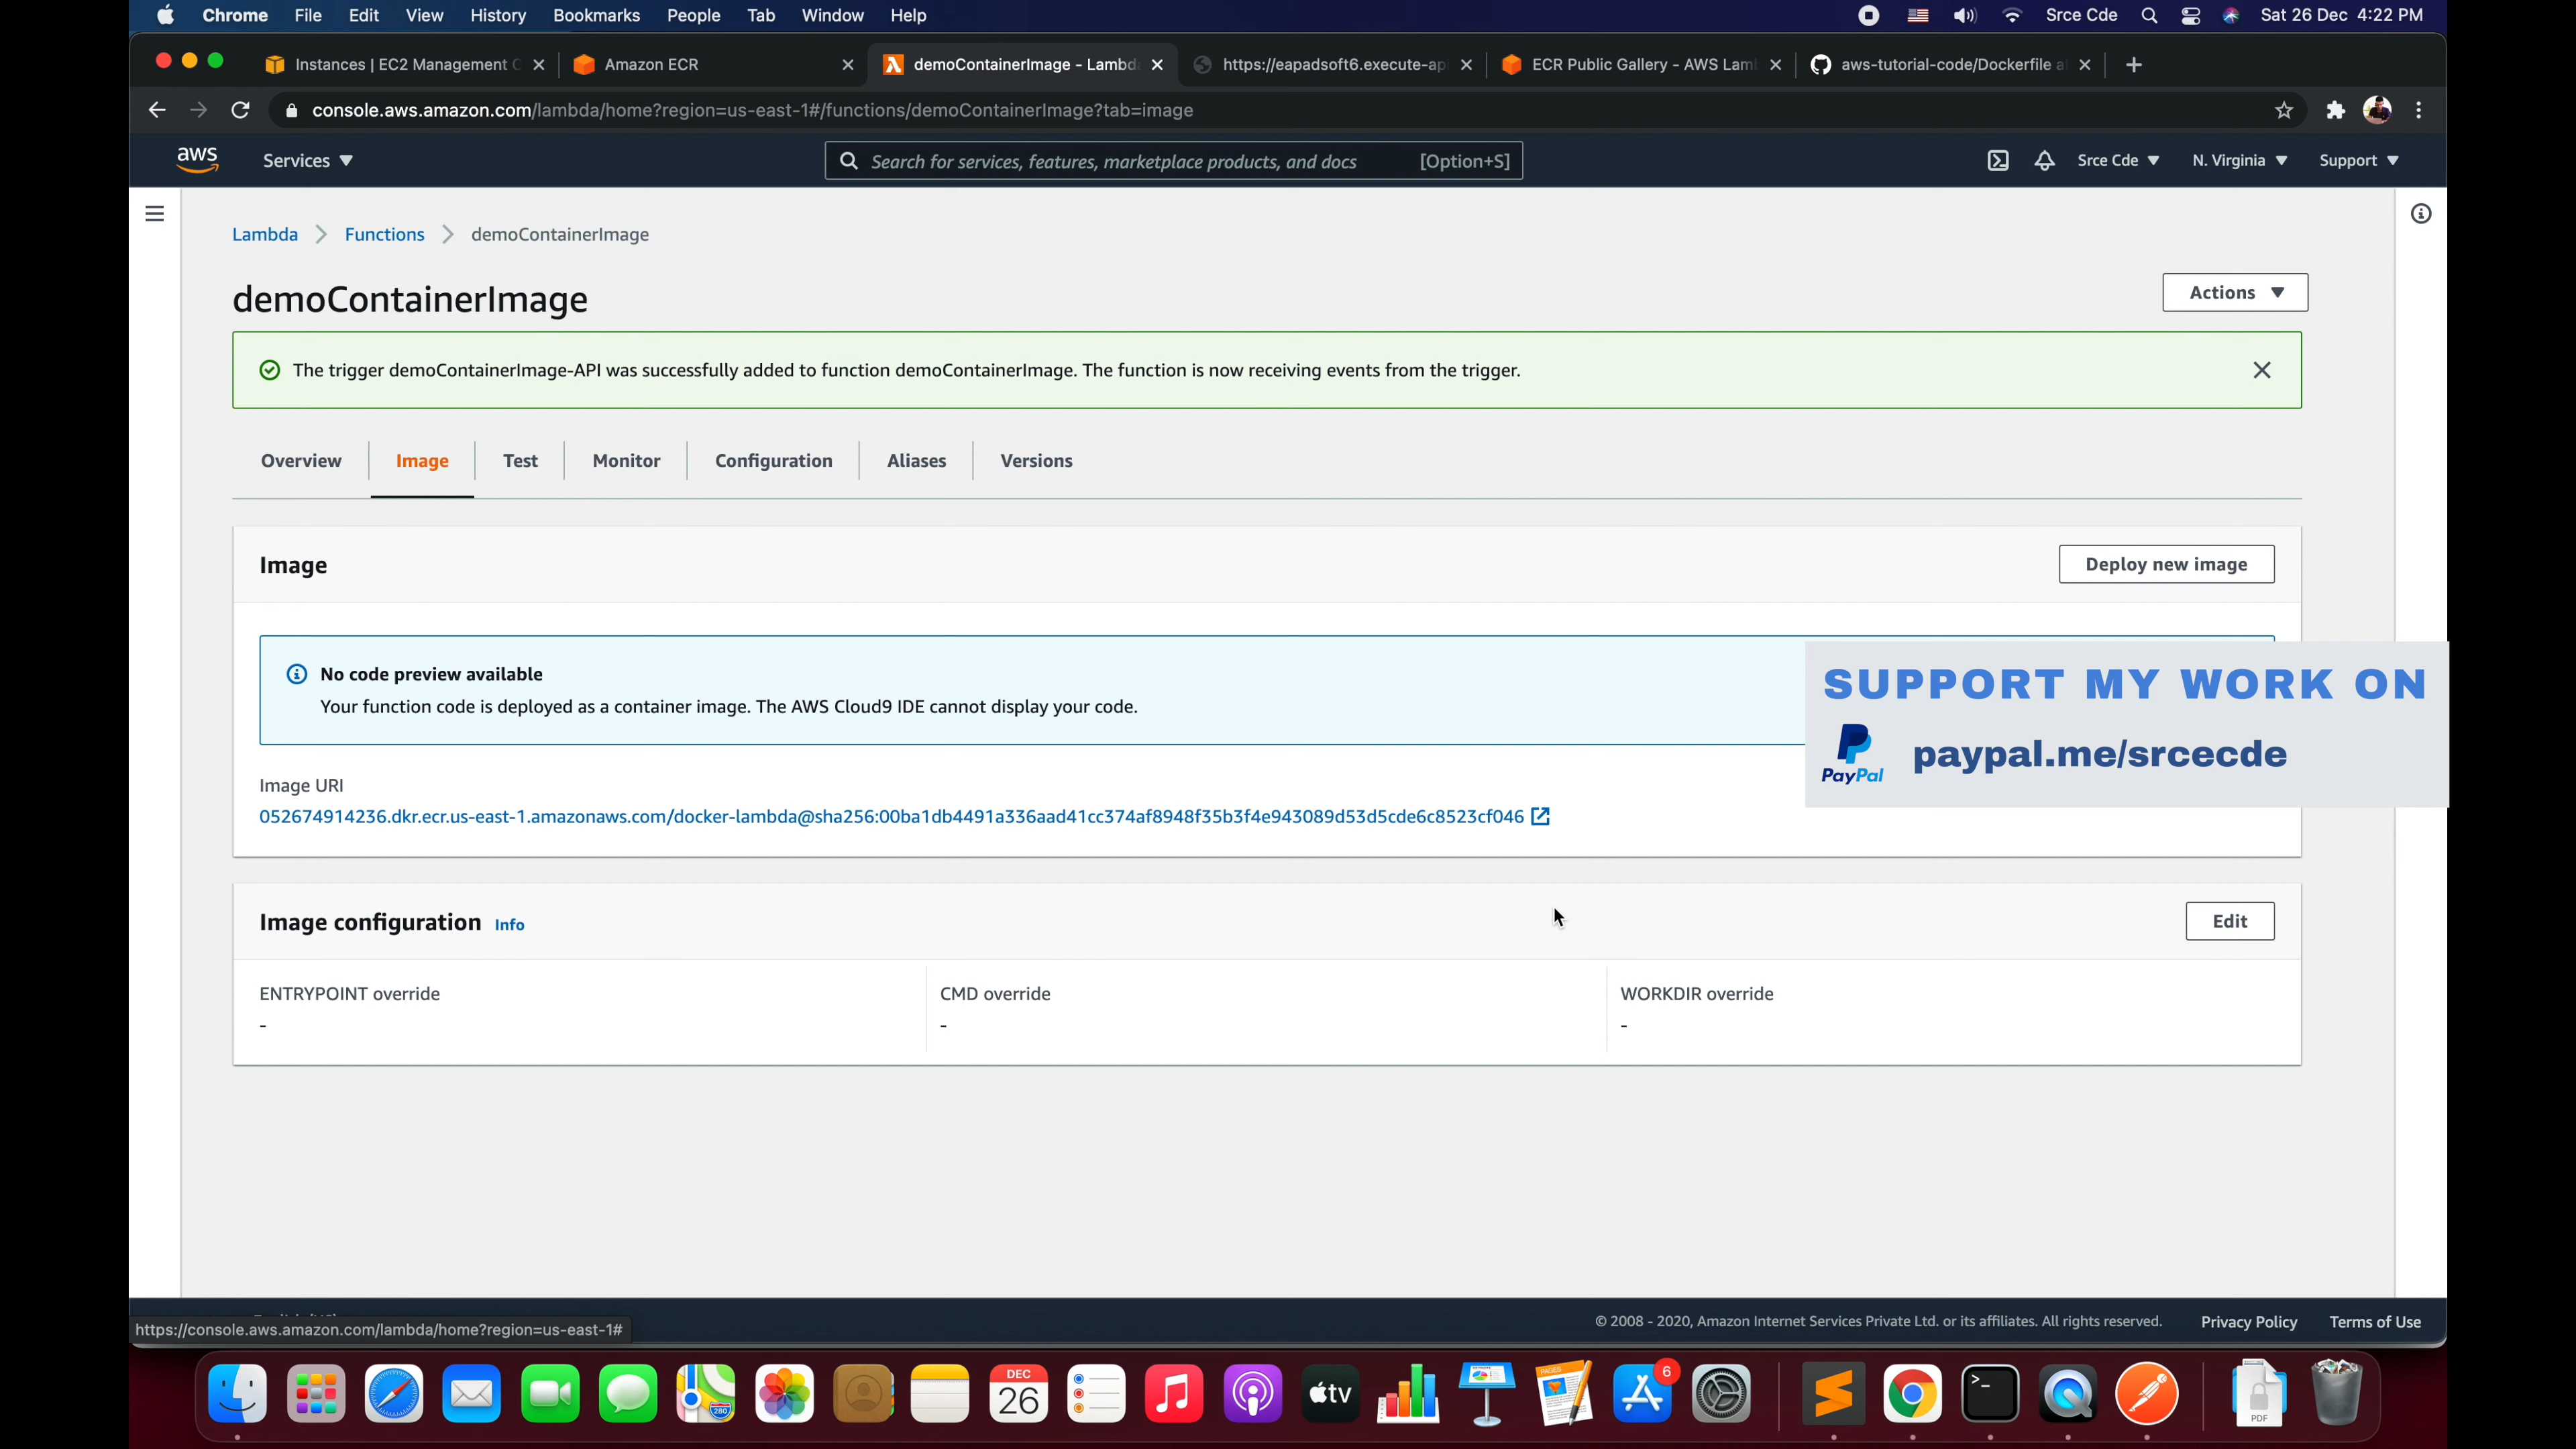 Chrome File Edit View History Bookmarks People Tab Window Help Srce Cde Sat 26 Dec 4:22 PM
Instances | EC2 Management C Amazon ECR demoContainerImage - Lambd https://eapadsoft6.execute-api ECR Public Gallery - AWS Lam aws-tutorial-code/Dockerfile a
console.aws.amazon.com/lambda/home?region=us-east-1#/functions/demoContainerImage?tab=image
aws Services Search for services, features, marketplace products, and docs [Option+S] Srce Cde N. Virginia Support
Lambda Functions demoContainerImage
demoContainerImage
Actions
The trigger demoContainerImage-API was successfully added to function demoContainerImage. The function is now receiving events from the trigger.
Overview Image Test Monitor Configuration Aliases Versions
Image
Deploy new image
No code preview available
Your function code is deployed as a container image. The AWS Cloud9 IDE cannot display your code.
SUPPORT MY WORK ON
PayPal paypal.me/srcecde
Image URI
052674914236.dkr.ecr.us-east-1.amazonaws.com/docker-lambda@sha256:00ba1db4491a336aad41cc374af8948f35b3f4e943089d53d5cde6c8523cf046
Image configuration Info
Edit
ENTRYPOINT override CMD override WORKDIR override
- - -
https://console.aws.amazon.com/lambda/home?region=us-east-1#
© 2008 - 2020, Amazon Internet Services Private Ltd. or its affiliates. All rights reserved. Privacy Policy Terms of Use
DEC
26
280
tv
6
PDF